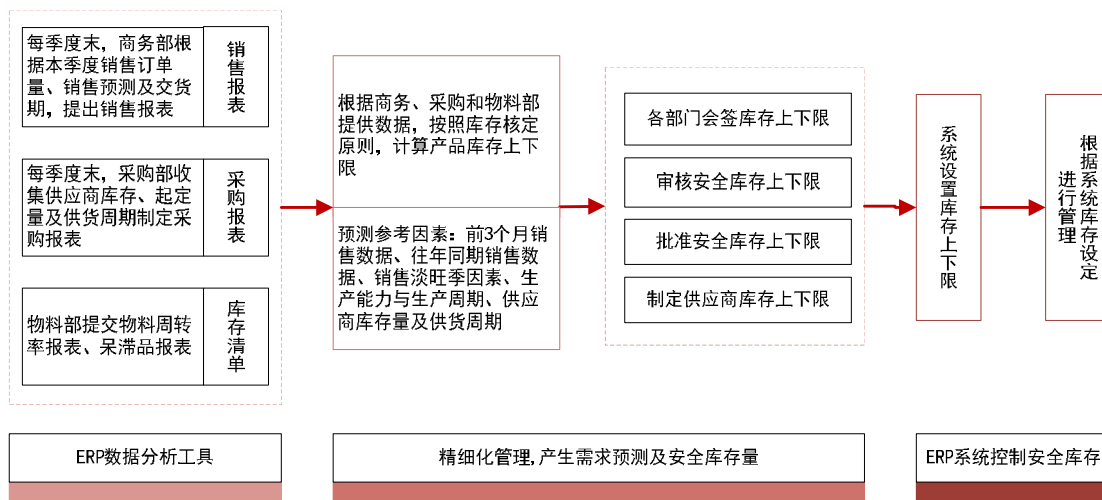 每季度末，商务部根
据本季度销售订单
量、销售预测及交货
期，提出销售报表
销售报表
每季度末，采购部收
集供应商库存、起定
量及供货周期制定采
购报表
采购报表
物料部提交物料周转
率报表、呆滞品报表
库存清单
根据商务、采购和物料部
提供数据，按照库存核定
原则，计算产品库存上下
限
预测参考因素：前3个月销
售数据、往年同期销售数
据、销售淡旺季因素、生
产能力与生产周期、供应
商库存量及供货周期
各部门会签库存上下限
审核安全库存上下限
批准安全库存上下限
制定供应商库存上下限
系统设置库存上下限
根据系统库存设定
进行管理
ERP数据分析工具
精细化管理,产生需求预测及安全库存量
ERP系统控制安全库存